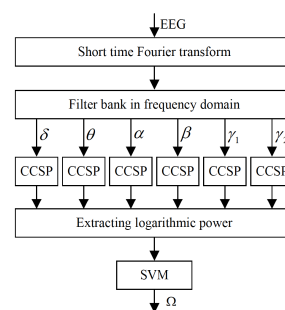 EEG
Short time Fourier transform
Filter bank in frequency domain
δ θ α β γ₁ γ
CCSP CCSP CCSP CCSP CCSP CCSP
Extracting logarithmic power
SVM
Ω